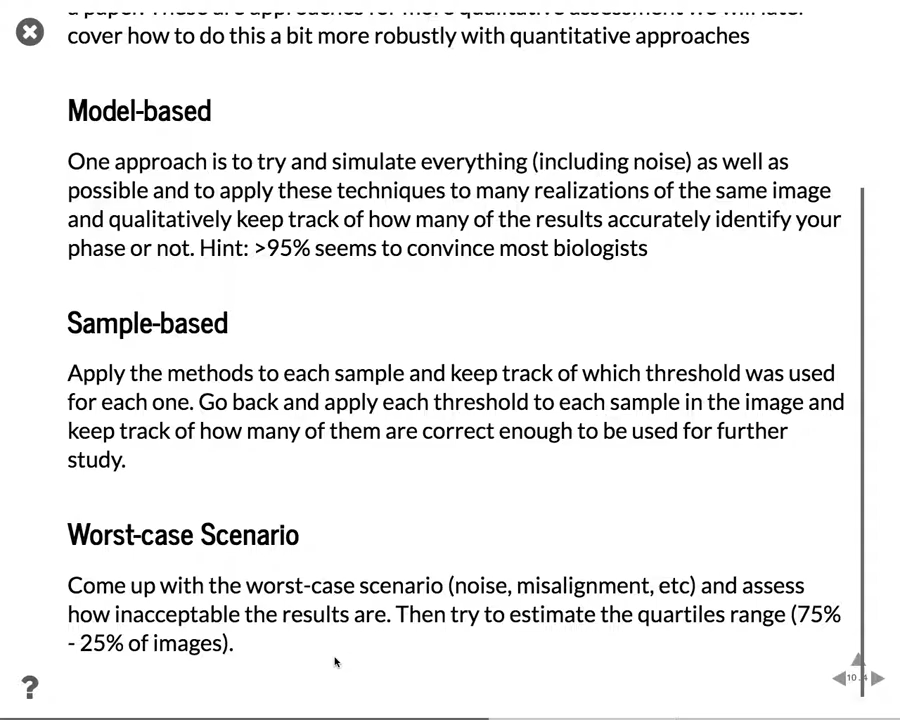 cover how to do this a bit more robustly with quantitative approaches
Model-based
One approach is to try and simulate everything (including noise) as well as
possible and to apply these techniques to many realizations of the same image
and qualitatively keep track of how many of the results accurately identify your
phase or not. Hint: >95% seems to convince most biologists
Sample-based
Apply the methods to each sample and keep track of which threshold was used
for each one. Go back and apply each threshold to each sample in the image and
keep track of how many of them are correct enough to be used for further
study.
Worst-case Scenario
Come up with the worst-case scenario (noise, misalignment, etc) and assess
how inacceptable the results are. Then try to estimate the quartiles range (75%
- 25% of images).
?